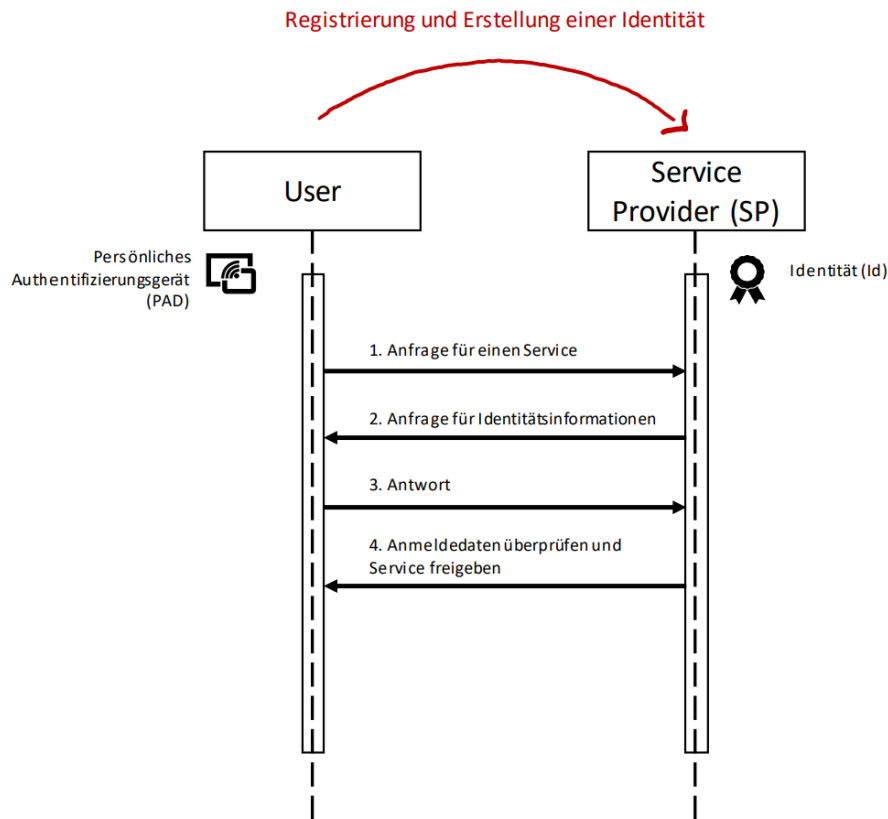 Registrierung und Erstellung einer Identität
User
Service
Provider (SP)
Persönliches
Authentifizierungsgerät
(PAD)
Identität (Id)
1. Anfrage für einen Service
2. Anfrage für Identitätsinformationen
3. Antwort
4. Anmeldedaten überprüfen und
Service freigeben